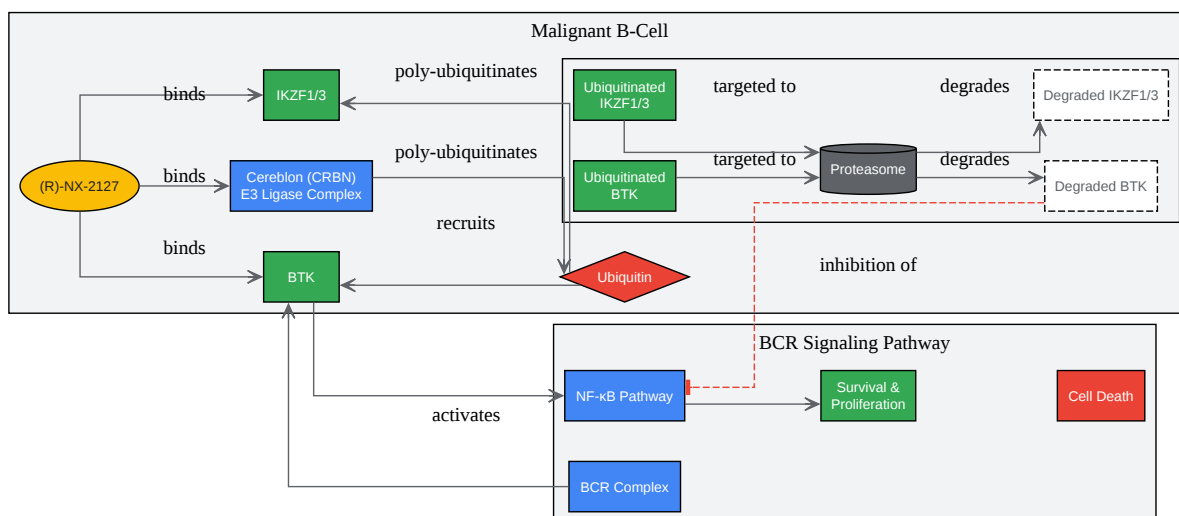 Malignant B-Cell
poly-ubiquitinates
binds
IKZF1/3
Ubiquitinated
IKZF1/3
targeted to
degrades
Degraded IKZF1/3
poly-ubiquitinates
(R)-NX-2127
binds
Cereblon (CRBN)
E3 Ligase Complex
Ubiquitinated
BTK
targeted to
Proteasome
degrades
Degraded BTK
recruits
binds
BTK
Ubiquitin
inhibition of
BCR Signaling Pathway
activates
NF-κB Pathway
Survival &
Proliferation
Cell Death
BCR Complex